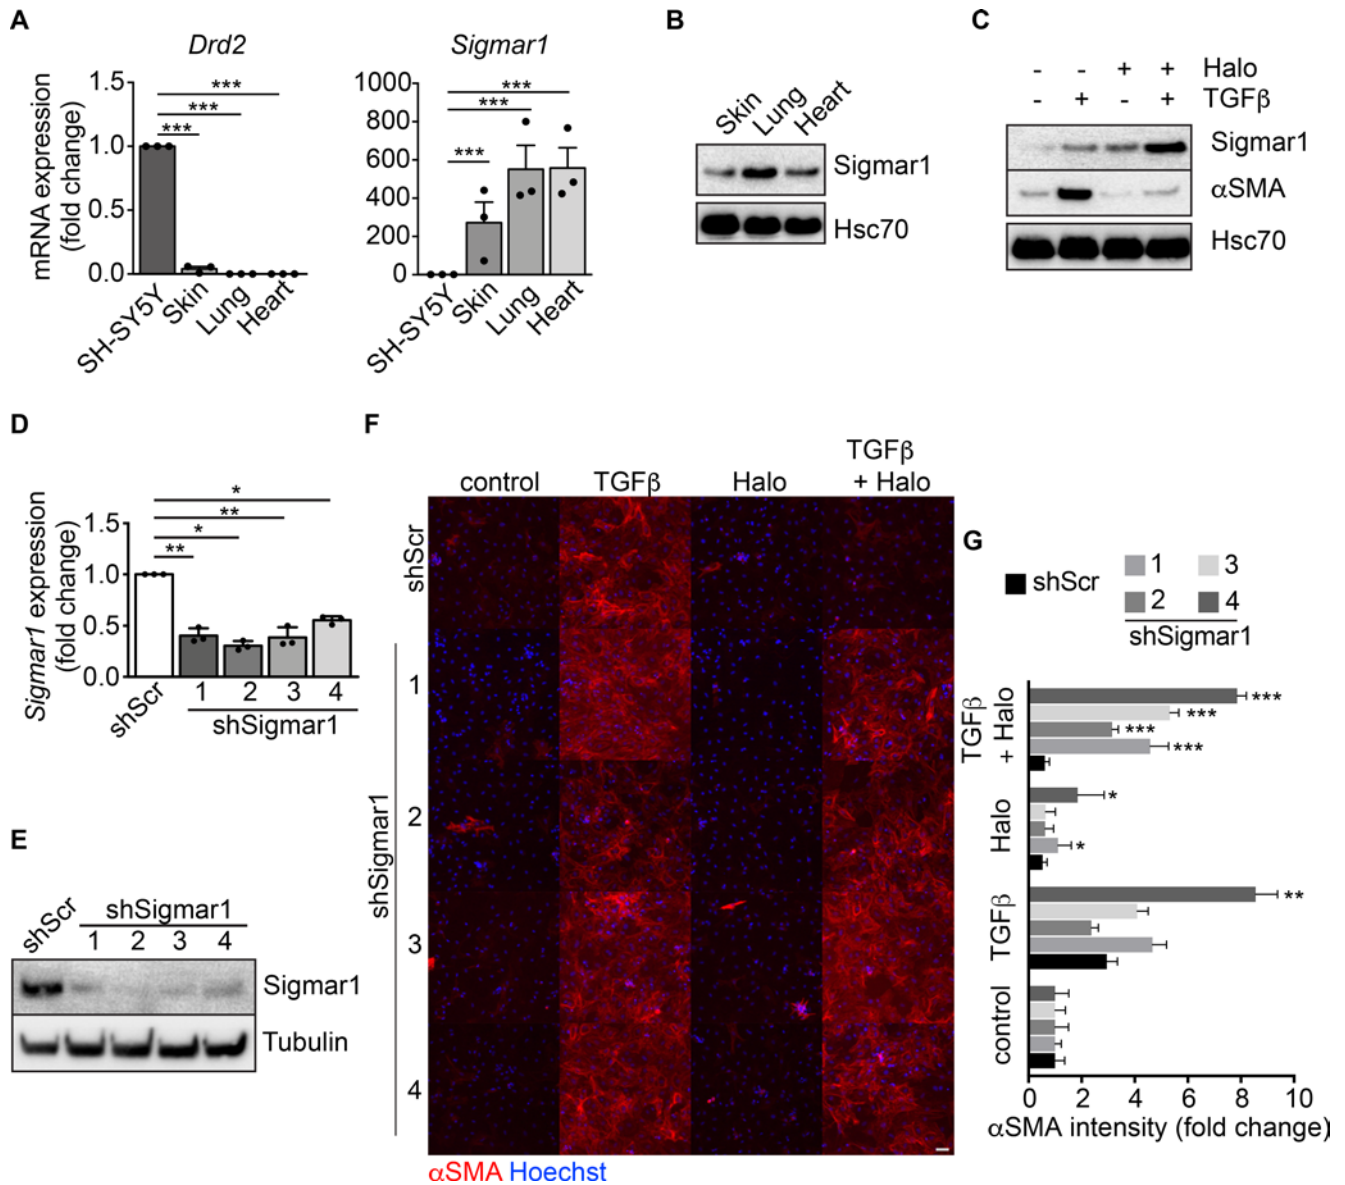 A
Drd2
mRNA expression
(fold change)
1.5
1.0
0.5
0.0
***
***
***
SH-SY5Y
Skin
Lung
Heart
Sigmar1
1000
800
600
400
200
0
***
***
***
SH-SY5Y
Skin
Lung
Heart
B
Skin
Lung
Heart
Sigmar1
Hsc70
C
- - + + Halo
- + - + TGFβ
Sigmar1
αSMA
Hsc70
D
Sigmar1 expression
(fold change)
1.5
1.0
0.5
0.0
*
**
*
**
shScr
1 2 3 4
shSigmar1
E
shScr
shSigmar1
1 2 3 4
Sigmar1
Tubulin
F
control
TGFβ
Halo
TGFβ
+ Halo
shScr
shSigmar1
1
2
3
4
αSMA Hoechst
G
shScr
1
2
3
4
shSigmar1
TGFβ
+ Halo
***
***
***
***
Halo
*
*
TGFβ
**
control
0 2 4 6 8 10
αSMA intensity (fold change)